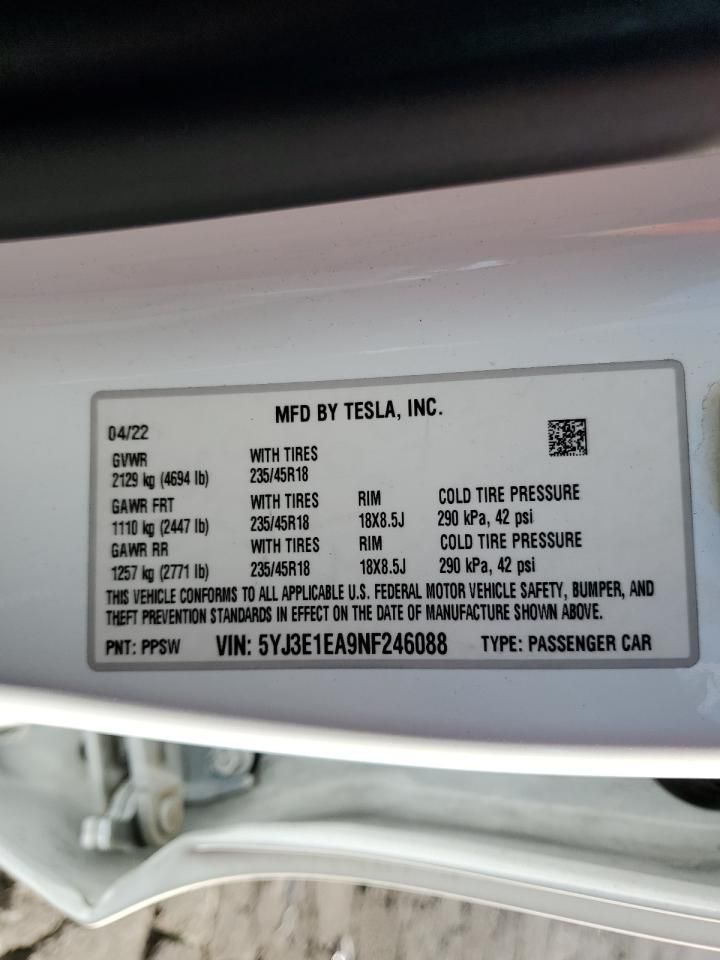 MFD BY TESLA, INC.
04/22
GVWR WITH TIRES
2129 kg (4694 lb) 235/45R18
GAWR FRT WITH TIRES RIM COLD TIRE PRESSURE
1110 kg (2447 lb) 235/45R18 18X8.5J 290 kPa, 42 psi
GAWR RR WITH TIRES RIM COLD TIRE PRESSURE
1257 kg (2771 lb) 235/45R18 18X8.5J 290 kPa, 42 psi
THIS VEHICLE CONFORMS TO ALL APPLICABLE U.S. FEDERAL MOTOR VEHICLE SAFETY, BUMPER, AND
THEFT PREVENTION STANDARDS IN EFFECT ON THE DATE OF MANUFACTURE SHOWN ABOVE.
PNT: PPSW VIN: 5YJ3E1EA9NF246088 TYPE: PASSENGER CAR